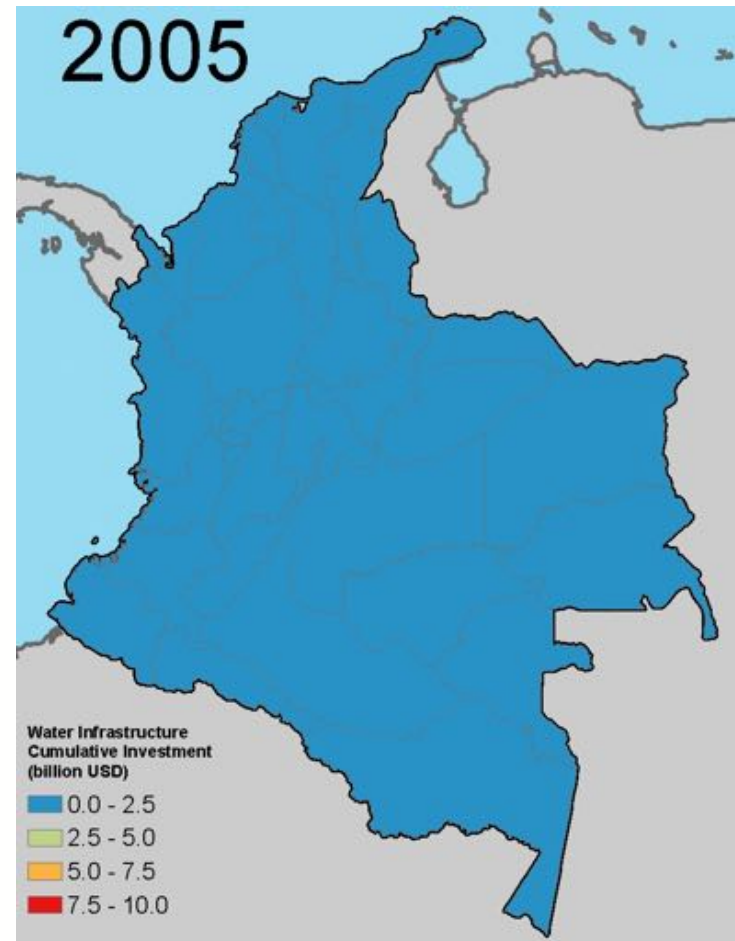 2005
Water Infrastructure
Cumulative Investment
(billion USD)
0.0 - 2.5
2.5 - 5.0
5.0 - 7.5
7.5 - 10.0